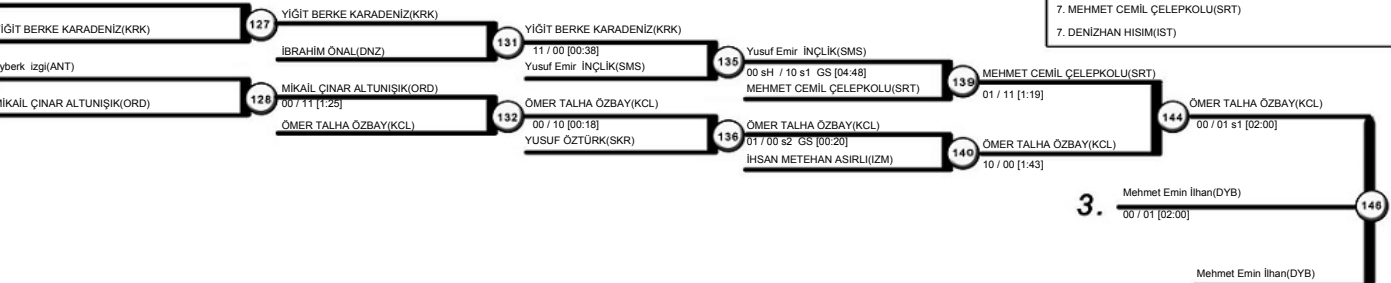 7. MEHMET CEMİL ÇELEPKOLU(SRT)
7. DENİZHAN HISIM(IST)
YİĞİT BERKE KARADENİZ(KRK)
127
YİĞİT BERKE KARADENİZ(KRK)
İBRAHİM ÖNAL(DNZ)
131
YİĞİT BERKE KARADENİZ(KRK)
11 / 00 [00:38]
Yusuf Emir İNÇLİK(SMS)
135
Yusuf Emir İNÇLİK(SMS)
00 sH / 10 s1 GS [04:48]
MEHMET CEMİL ÇELEPKOLU(SRT)
139
MEHMET CEMİL ÇELEPKOLU(SRT)
01 / 11 [1:19]
yberk izgi(ANT)
MİKAİL ÇINAR ALTUNIŞIK(ORD)
128
MİKAİL ÇINAR ALTUNIŞIK(ORD)
00 / 11 [1:25]
ÖMER TALHA ÖZBAY(KCL)
132
ÖMER TALHA ÖZBAY(KCL)
00 / 10 [00:18]
YUSUF ÖZTÜRK(SKR)
136
ÖMER TALHA ÖZBAY(KCL)
01 / 00 s2 GS [00:20]
İHSAN METEHAN ASIRLI(IZM)
140
ÖMER TALHA ÖZBAY(KCL)
10 / 00 [1:43]
144
ÖMER TALHA ÖZBAY(KCL)
00 / 01 s1 [02:00]
3.
Mehmet Emin İlhan(DYB)
00 / 01 [02:00]
146
Mehmet Emin İlhan(DYB)